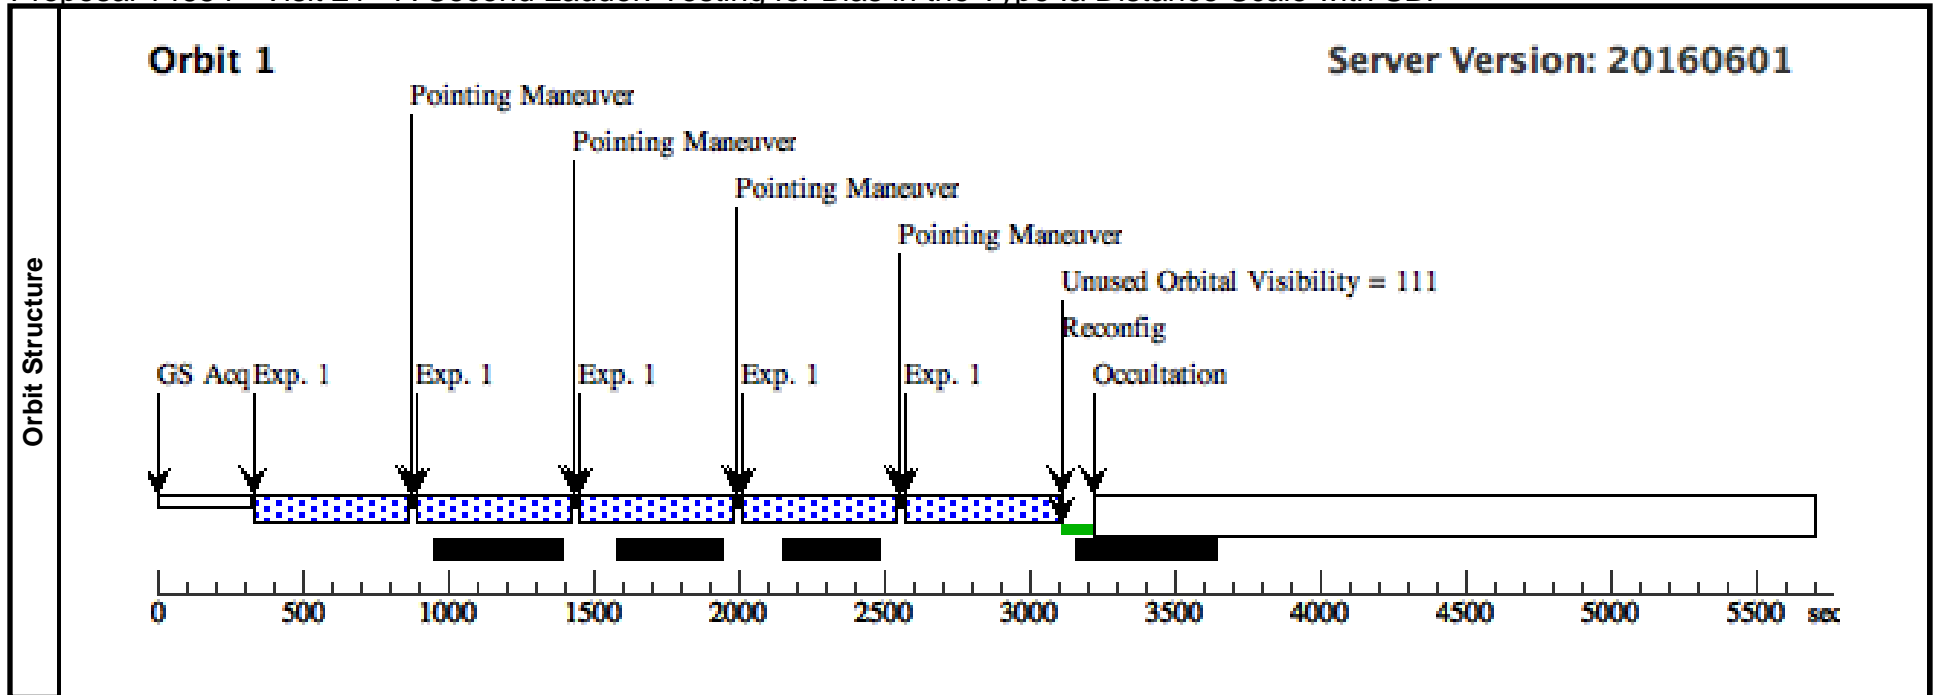 Orbit 1
Server Version: 20160601
Pointing Maneuver
Pointing Maneuver
Pointing Maneuver
Pointing Maneuver
Unused Orbital Visibility = 111
Reconfig
GS Acq Exp. 1 Exp. 1 Exp. 1 Exp. 1 Exp. 1 Occultation
Orbit Structure
0 500 1000 1500 2000 2500 3000 3500 4000 4500 5000 5500 sec